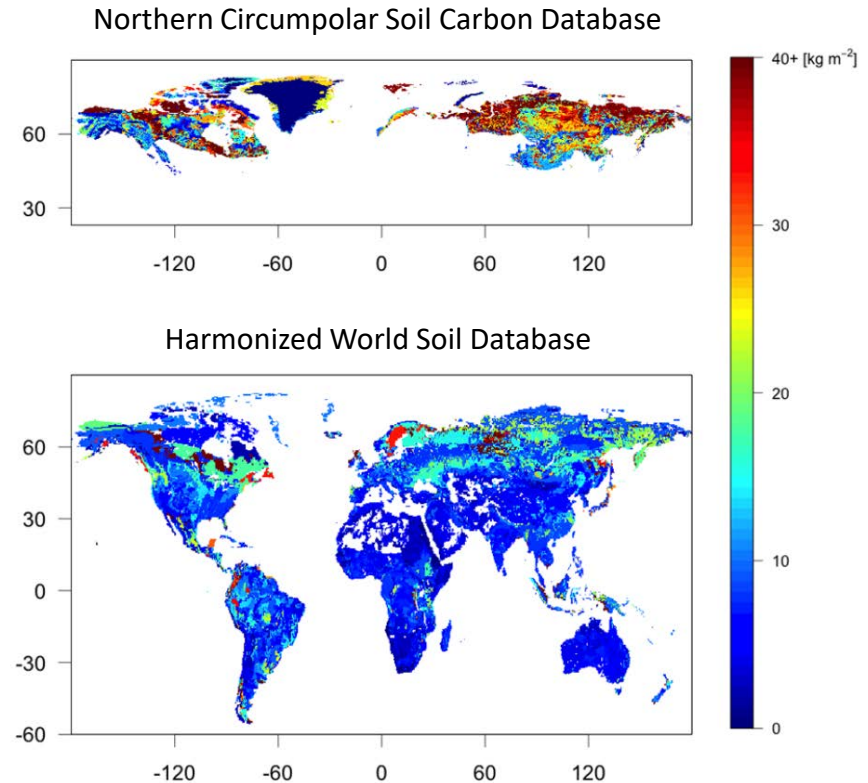 Northern Circumpolar Soil Carbon Database
40+ [kg m⁻²]
60
30
-120 -60 0 60 120
30
20
10
0
Harmonized World Soil Database
60
30
0
-30
-60
-120 -60 0 60 120